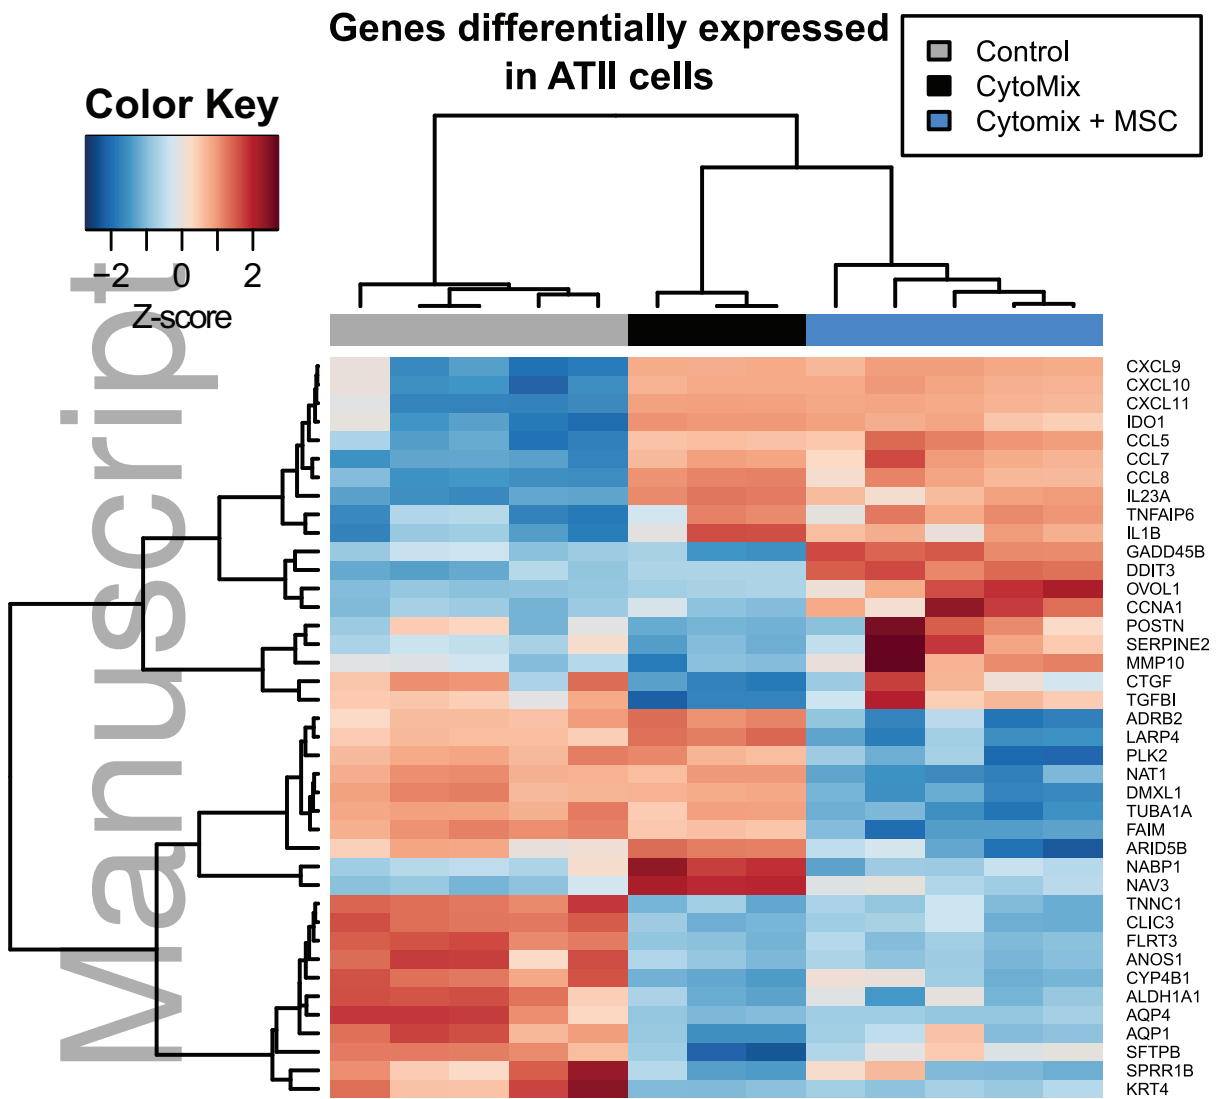 Genes differentially expressed
in ATII cells
Control
CytoMix
Cytomix + MSC
Color Key
−2 0 2
Z-score
Manuscript
CXCL9
CXCL10
CXCL11
IDO1
CCL5
CCL7
CCL8
IL23A
TNFAIP6
IL1B
GADD45B
DDIT3
OVOL1
CCNA1
POSTN
SERPINE2
MMP10
CTGF
TGFBI
ADRB2
LARP4
PLK2
NAT1
DMXL1
TUBA1A
FAIM
ARID5B
NABP1
NAV3
TNNC1
CLIC3
FLRT3
ANOS1
CYP4B1
ALDH1A1
AQP4
AQP1
SFTPB
SPRR1B
KRT4